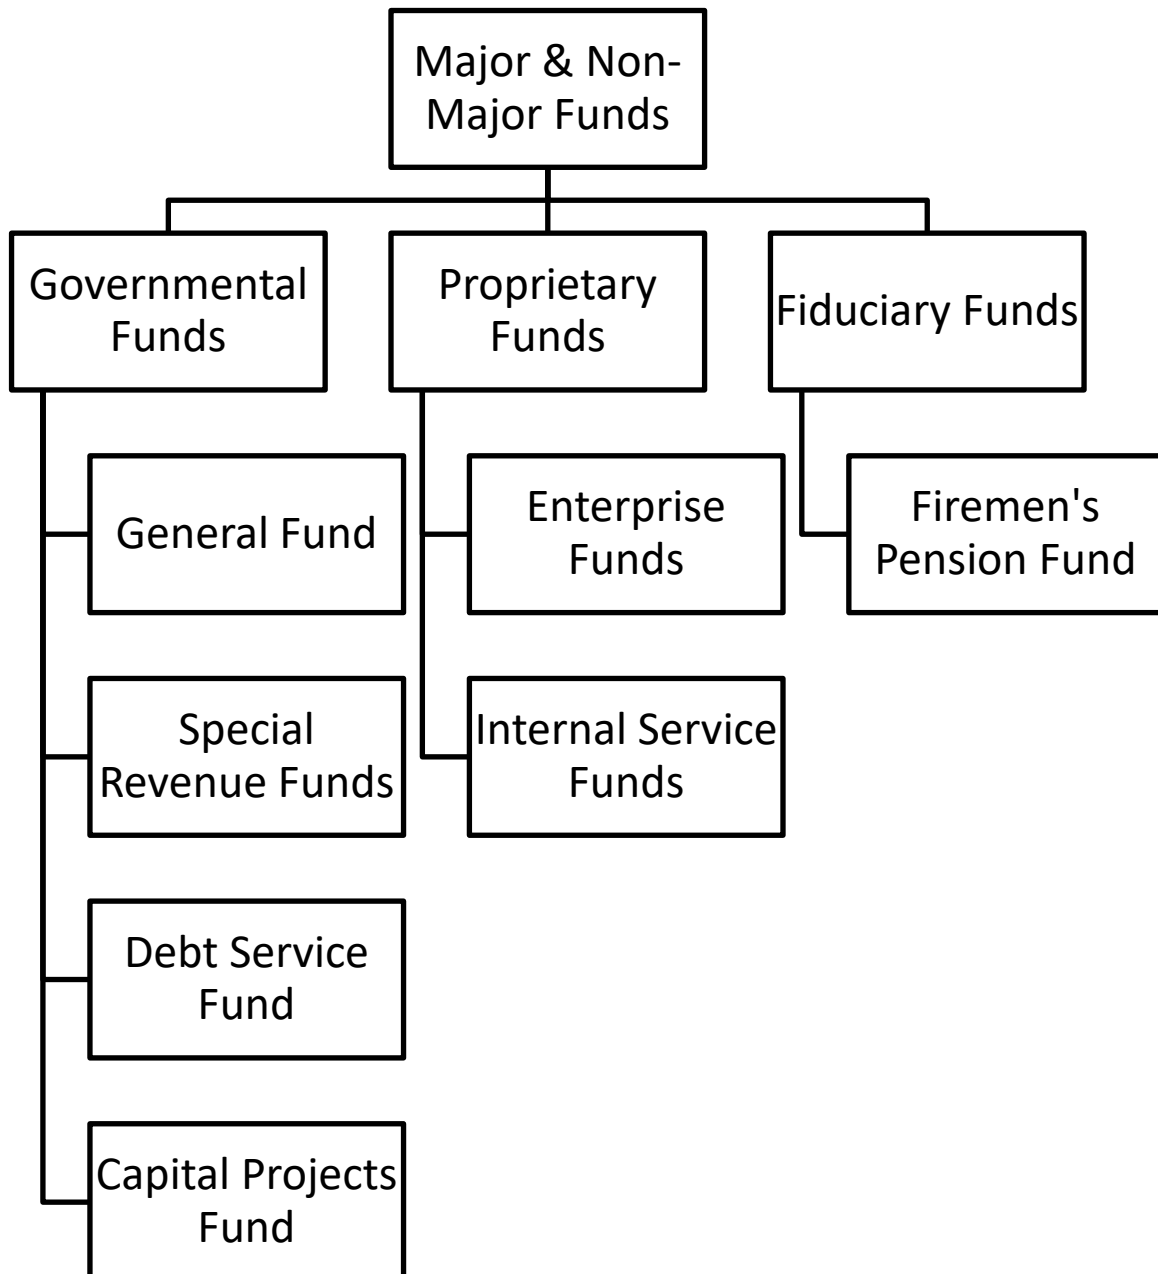 Major & Non-
Major Funds
Governmental
Funds
Proprietary
Funds
Fiduciary Funds
General Fund
Enterprise
Funds
Firemen's
Pension Fund
Special
Revenue Funds
Internal Service
Funds
Debt Service
Fund
Capital Projects
Fund